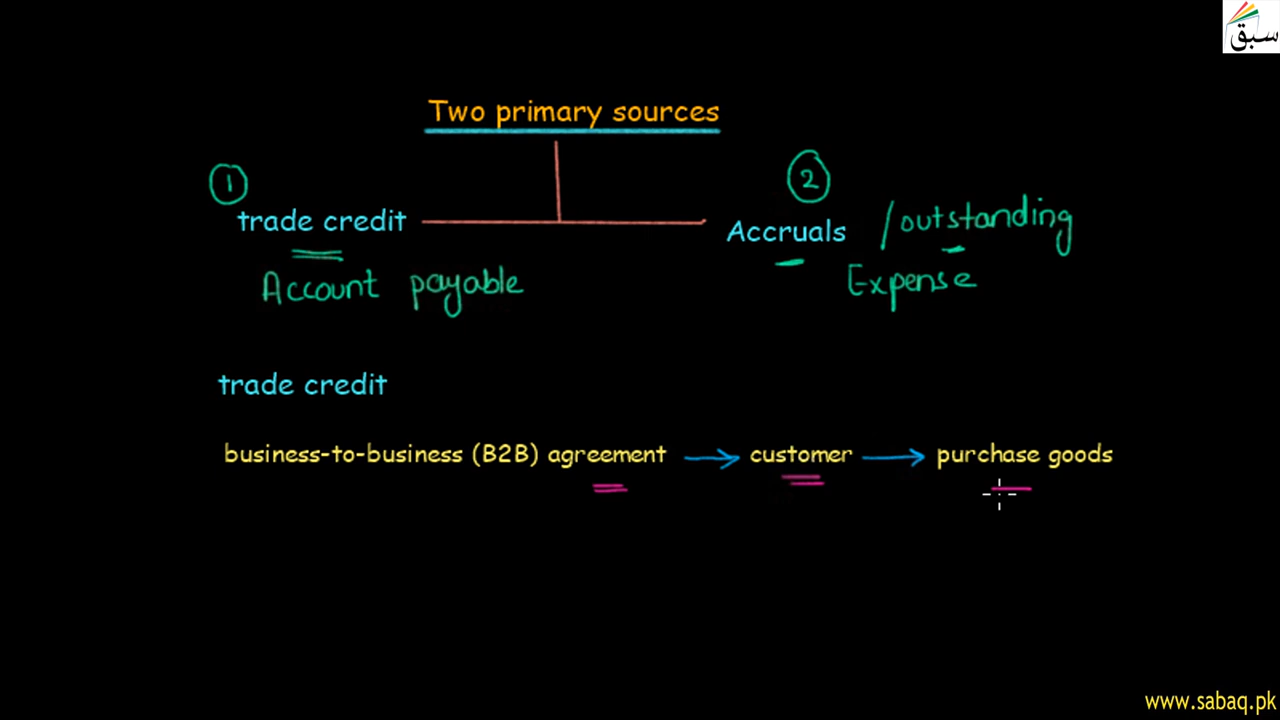 سبق
Two primary sources
1
2
trade credit
Accruals /outstanding
Account payable
Expense
trade credit
business-to-business (B2B) agreement → customer → purchase goods
www.sabaq.pk